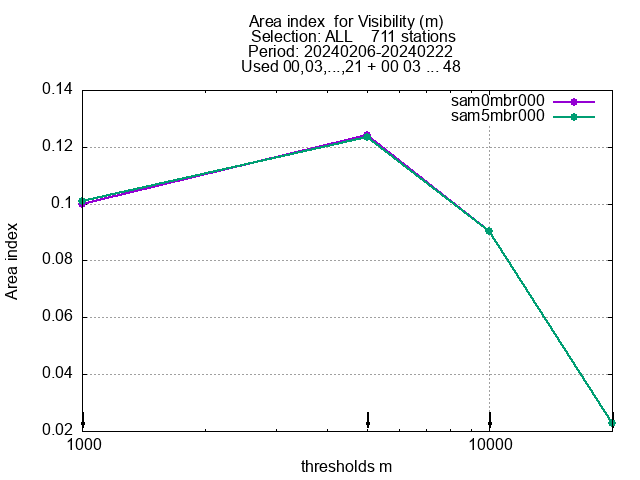 Area index  for Visibility (m)
Selection: ALL    711 stations
Period: 20240206-20240222
Used 00,03,...,21 + 00 03 ... 48
sam0mbr000
sam5mbr000
0.14
0.12
0.1
0.08
0.06
0.04
0.02
Area index
1000
10000
thresholds m